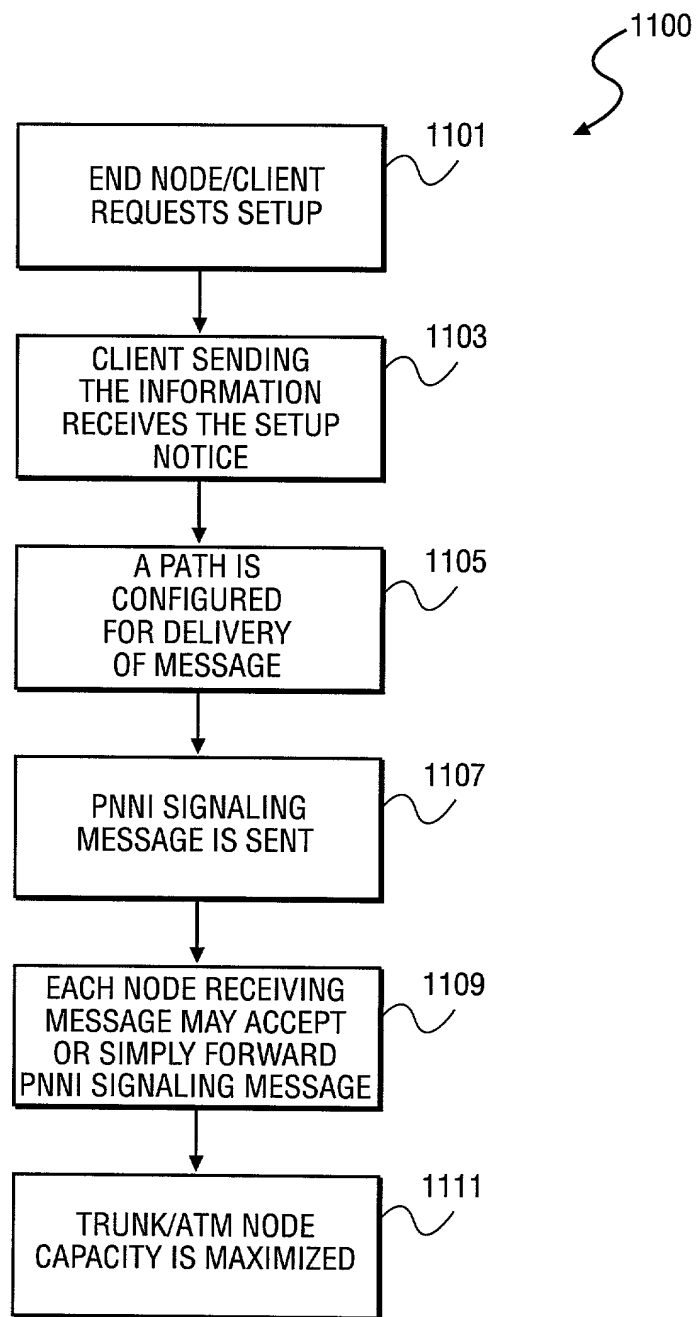 1100
1101
END NODE/CLIENT
REQUESTS SETUP
1103
CLIENT SENDING
THE INFORMATION
RECEIVES THE SETUP
NOTICE
1105
A PATH IS
CONFIGURED
FOR DELIVERY
OF MESSAGE
1107
PNNI SIGNALING
MESSAGE IS SENT
1109
EACH NODE RECEIVING
MESSAGE MAY ACCEPT
OR SIMPLY FORWARD
PNNI SIGNALING MESSAGE
1111
TRUNK/ATM NODE
CAPACITY IS MAXIMIZED